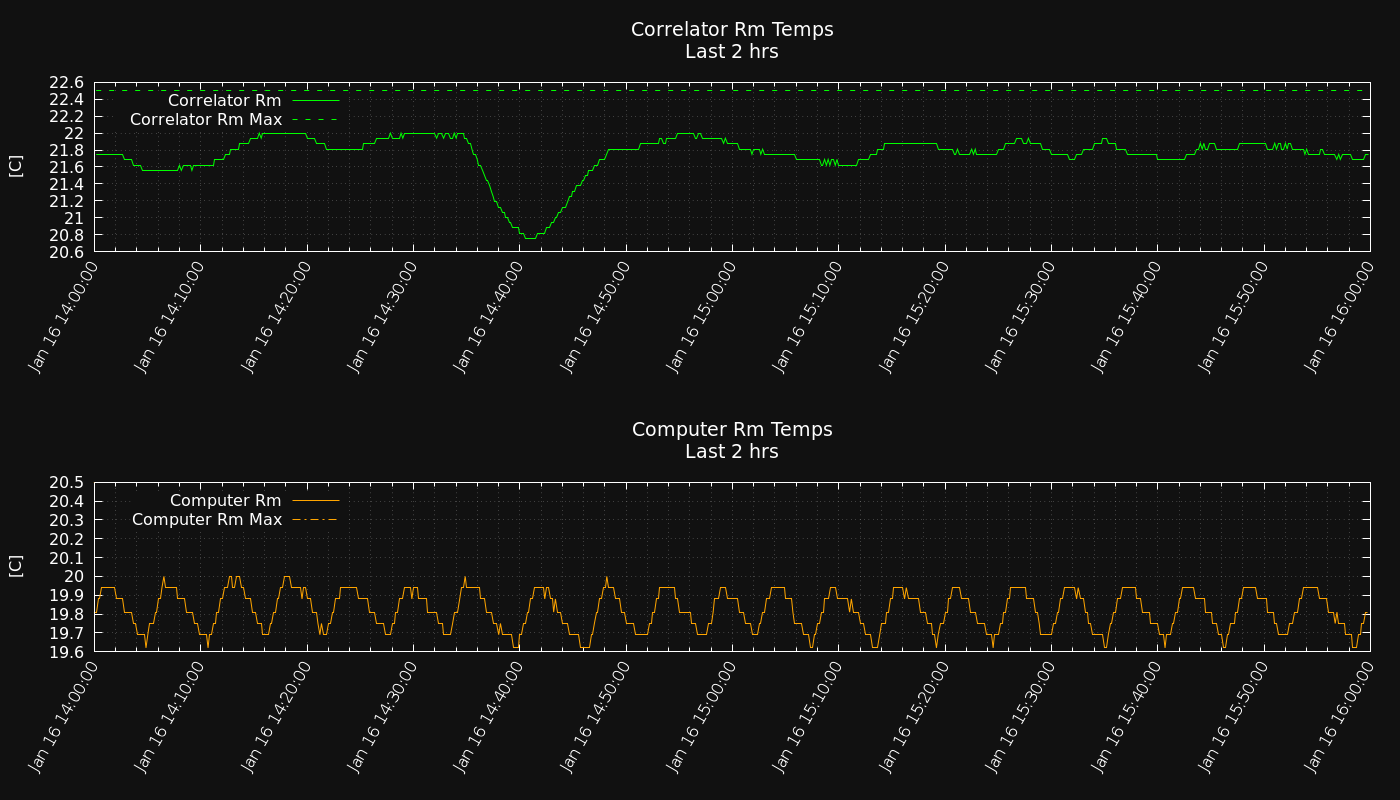 Correlator Rm Temps
Last 2 hrs
22.6
22.4
22.2
22
21.8
21.6
21.4
21.2
21
20.8
20.6
[C]
Correlator Rm
Correlator Rm Max
Jan 16 14:00:00
Jan 16 14:10:00
Jan 16 14:20:00
Jan 16 14:30:00
Jan 16 14:40:00
Jan 16 14:50:00
Jan 16 15:00:00
Jan 16 15:10:00
Jan 16 15:20:00
Jan 16 15:30:00
Jan 16 15:40:00
Jan 16 15:50:00
Jan 16 16:00:00
Computer Rm Temps
Last 2 hrs
20.5
20.4
20.3
20.2
20.1
20
19.9
19.8
19.7
19.6
[C]
Computer Rm
Computer Rm Max
Jan 16 14:00:00
Jan 16 14:10:00
Jan 16 14:20:00
Jan 16 14:30:00
Jan 16 14:40:00
Jan 16 14:50:00
Jan 16 15:00:00
Jan 16 15:10:00
Jan 16 15:20:00
Jan 16 15:30:00
Jan 16 15:40:00
Jan 16 15:50:00
Jan 16 16:00:00